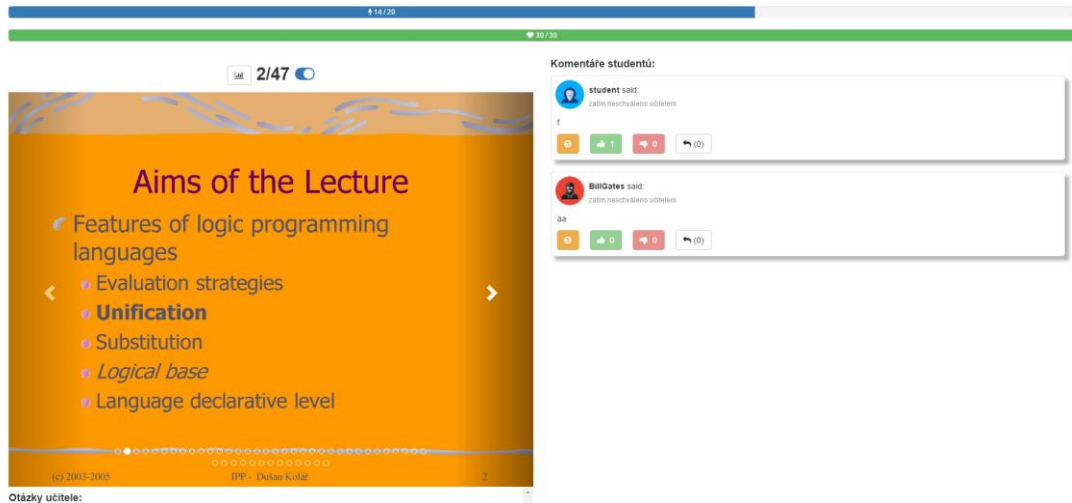 14 / 20
30 / 30
2/47
Aims of the Lecture
Features of logic programming
languages
Evaluation strategies
Unification
Substitution
Logical base
Language declarative level
(c) 2003-2005
IPP - Dušan Kolář
2
Otázky učitele:
Komentáře studentů:
student said:
zatím neschváleno učitelem
f
1
0
(0)
BillGates said:
zatím neschváleno učitelem
aa
0
0
(0)